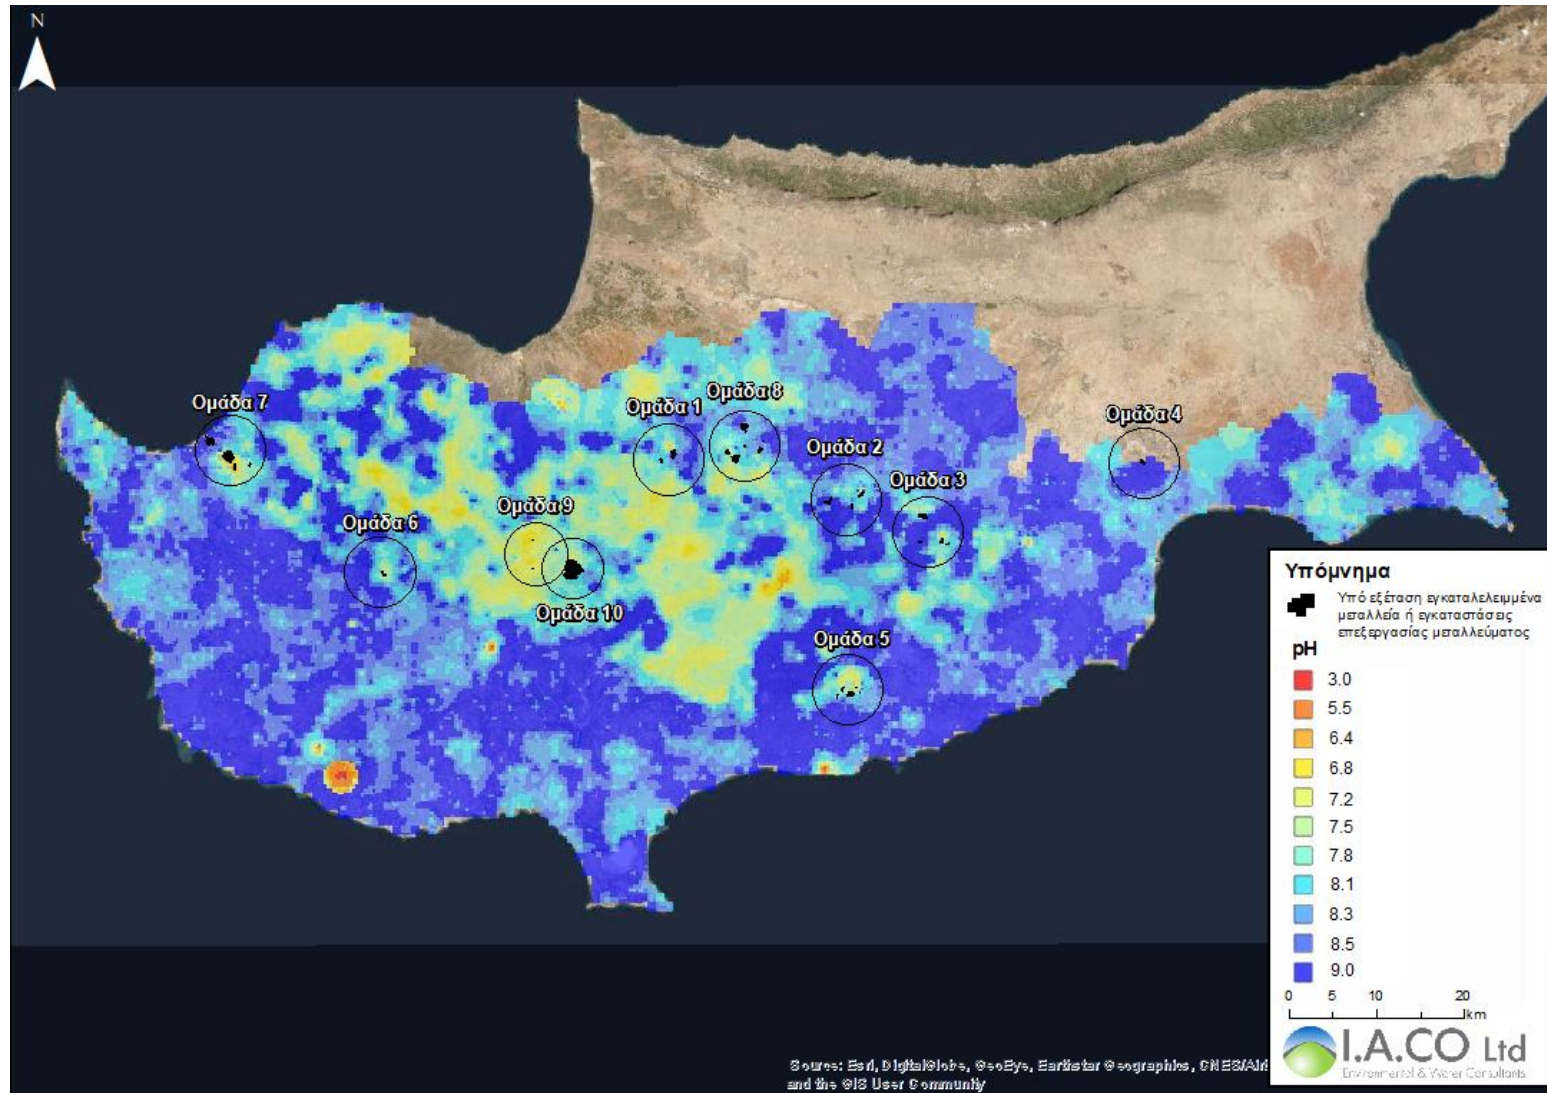 N
Ομάδα 7
Ομάδα 1
Ομάδα 8
Ομάδα 4
Ομάδα 2
Ομάδα 3
Ομάδα 9
Ομάδα 6
Ομάδα 10
Ομάδα 5
Υπόμνημα
Υπό εξέταση εγκαταλελειμμένα
μεταλλεία ή εγκαταστάσεις
επεξεργασίας μεταλλεύματος
pH
3.0
5.5
6.4
6.8
7.2
7.5
7.8
8.1
8.3
8.5
9.0
0 5 10 20
km
I.A.CO Ltd
Environmental & Water Consultants
Source: Esri, DigitalGlobe, GeoEye, Earthstar Geographics, CNES/Air
and the GIS User Community